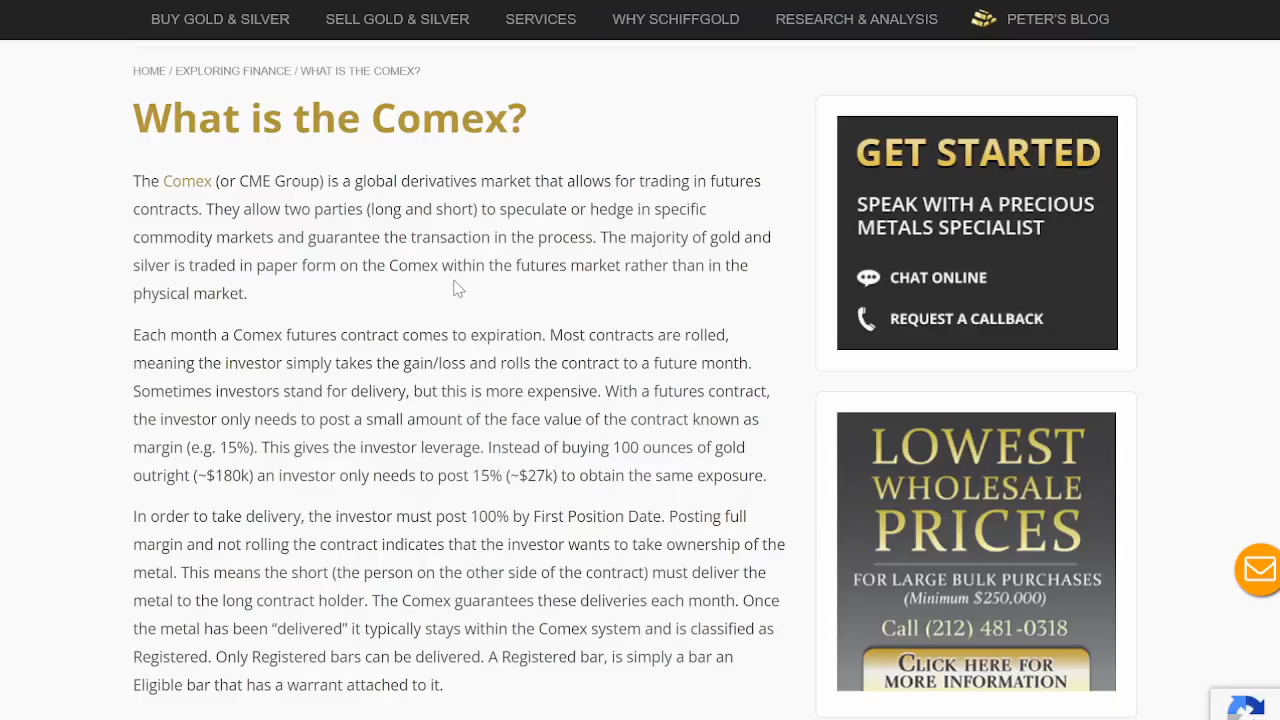 BUY GOLD & SILVER
SELL GOLD & SILVER
SERVICES
WHY SCHIFFGOLD
RESEARCH & ANALYSIS
PETER'S BLOG
HOME / EXPLORING FINANCE / WHAT IS THE COMEX?
What is the Comex?
The Comex (or CME Group) is a global derivatives market that allows for trading in futures
contracts. They allow two parties (long and short) to speculate or hedge in specific
commodity markets and guarantee the transaction in the process. The majority of gold and
silver is traded in paper form on the Comex within the futures market rather than in the
physical market.
Each month a Comex futures contract comes to expiration. Most contracts are rolled,
meaning the investor simply takes the gain/loss and rolls the contract to a future month.
Sometimes investors stand for delivery, but this is more expensive. With a futures contract,
the investor only needs to post a small amount of the face value of the contract known as
margin (e.g. 15%). This gives the investor leverage. Instead of buying 100 ounces of gold
outright (~$180k) an investor only needs to post 15% (~$27k) to obtain the same exposure.
In order to take delivery, the investor must post 100% by First Position Date. Posting full
margin and not rolling the contract indicates that the investor wants to take ownership of the
metal. This means the short (the person on the other side of the contract) must deliver the
metal to the long contract holder. The Comex guarantees these deliveries each month. Once
the metal has been “delivered” it typically stays within the Comex system and is classified as
Registered. Only Registered bars can be delivered. A Registered bar, is simply a bar an
Eligible bar that has a warrant attached to it.
GET STARTED
SPEAK WITH A PRECIOUS
METALS SPECIALIST
CHAT ONLINE
REQUEST A CALLBACK
LOWEST
WHOLESALE
PRICES
FOR LARGE BULK PURCHASES
(Minimum $250,000)
Call (212) 481-0318
CLICK HERE FOR
MORE INFORMATION